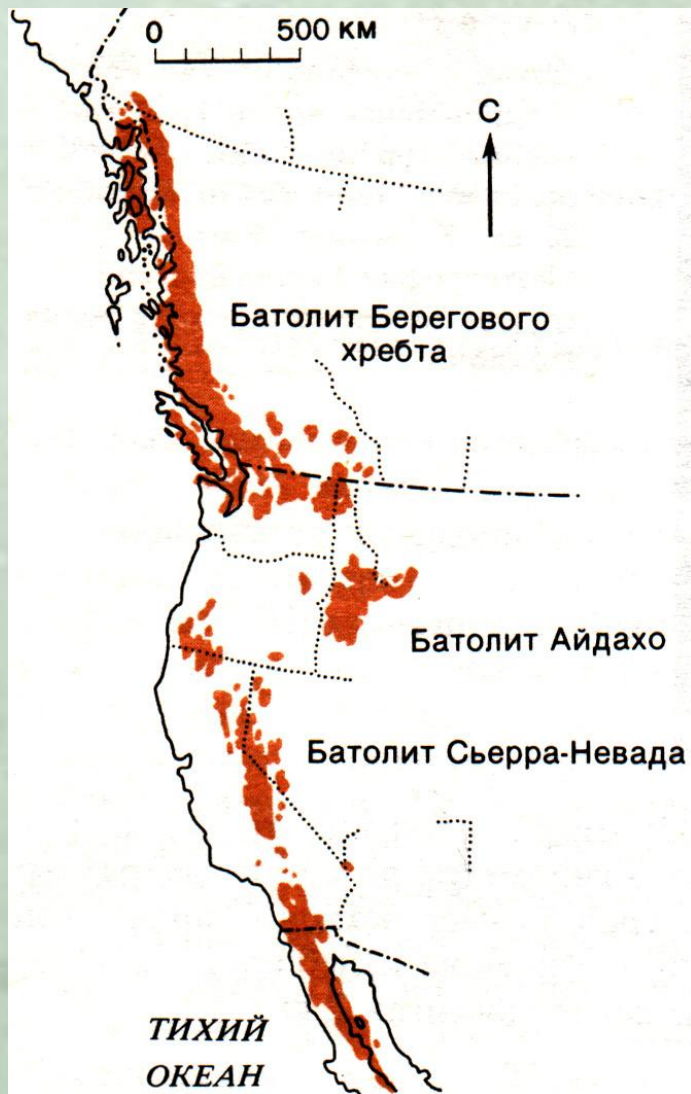 0 500 км
С
Батолит Берегового
хребта
Батолит Айдахо
Батолит Сьерра-Невада
ТИХИЙ
ОКЕАН